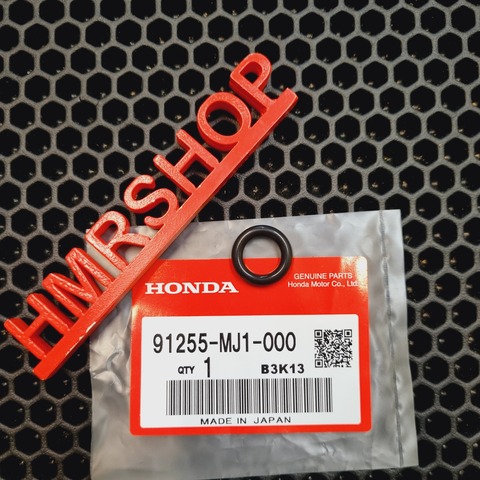 HMRSHOP
HONDA
GENUINE PARTS
Honda Motor Co., Ltd.
91255-MJ1-000
QTY 1 B3K13
MADE IN JAPAN